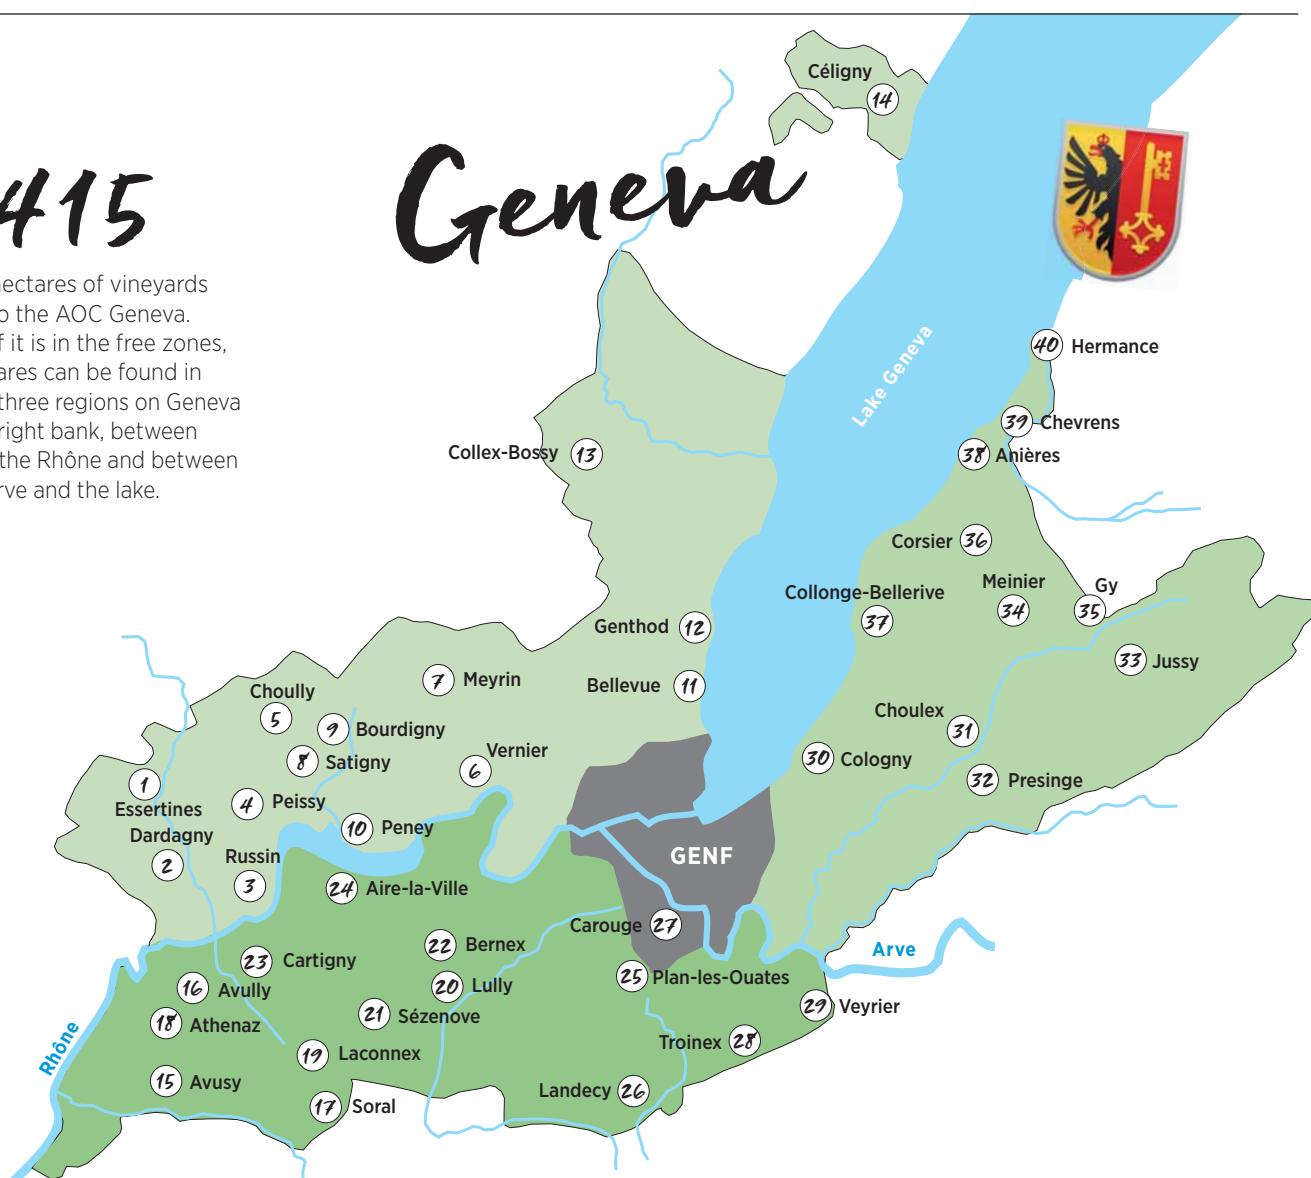 Geneva
415
hectares of vineyards
to the AOC Geneva.
f it is in the free zones,
ares can be found in
three regions on Geneva
right bank, between
the Rhône and between
rve and the lake.
Céligny
14
Lake Geneva
40 Hermance
39 Chevrens
38 Anières
Collex-Bossy 13
Corsier 36
Meinier
34
Gy
35
Collonge-Bellerive
37
Genthod 12
33 Jussy
Bellevue 11
7 Meyrin
Choully
5
9 Bourdigny
Choulex
31
8 Satigny
Vernier
6
30 Cologny
32 Presinge
1
Essertines
4 Peissy
Dardagny
2
10 Peney
Russin
3
GENF
24 Aire-la-Ville
Carouge 27
22 Bernex
Arve
23 Cartigny
25 Plan-les-Ouates
16 Avully
20 Lully
29 Veyrier
21 Sézenove
18 Athenaz
Rhône
Troinex 28
19 Laconnex
15 Avusy
Landecy 26
17 Soral